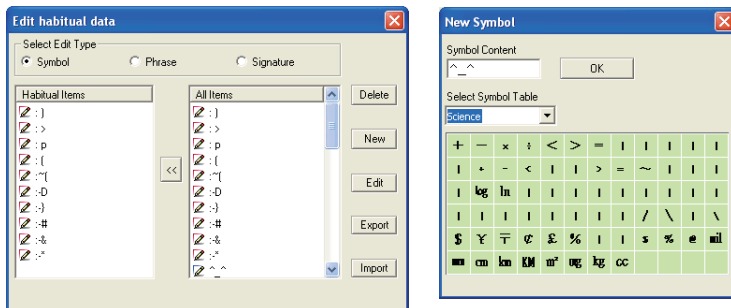 Edit habitual data
Select Edit Type
Symbol
Phrase
Signature
Habitual Items
: )
: >
: p
: (
:~(
:-D
:-}
:-#
:-&
:-*
<<
All Items
: )
: >
: p
: (
:~(
:-D
:-}
:-#
:-&
:-*
^_^
Delete
New
Edit
Export
Import
New Symbol
Symbol Content
^_^
OK
Select Symbol Table
Science
+ − × ÷ < > = | | | | |
| + - < | | > = ~ | | |
| log ln | | | | | | | | |
| | | | | | | | / \ | \
$ ¥ ₸ ₡ £ % | | $ % @ mil
mm cm km KM m² mg kg cc